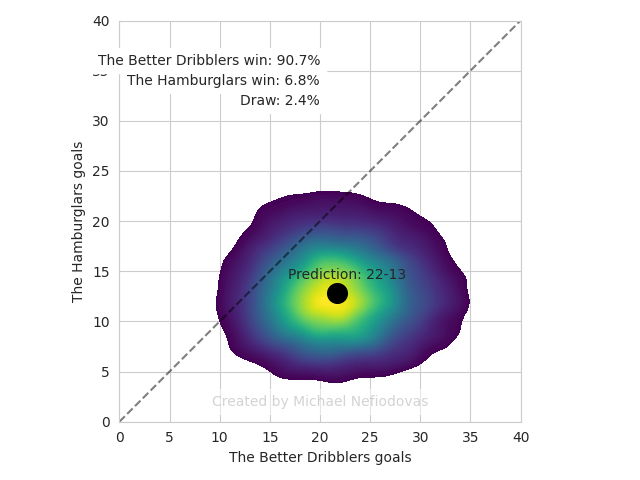 40
The Better Dribblers win: 90.7%
The Hamburglars win: 6.8%
Draw: 2.4%
30
25
20
15
10
5
0
The Hamburglars goals
Prediction: 22-13
Created by Michael Nefiodovas
0 5 10 15 20 25 30 35 40
The Better Dribblers goals